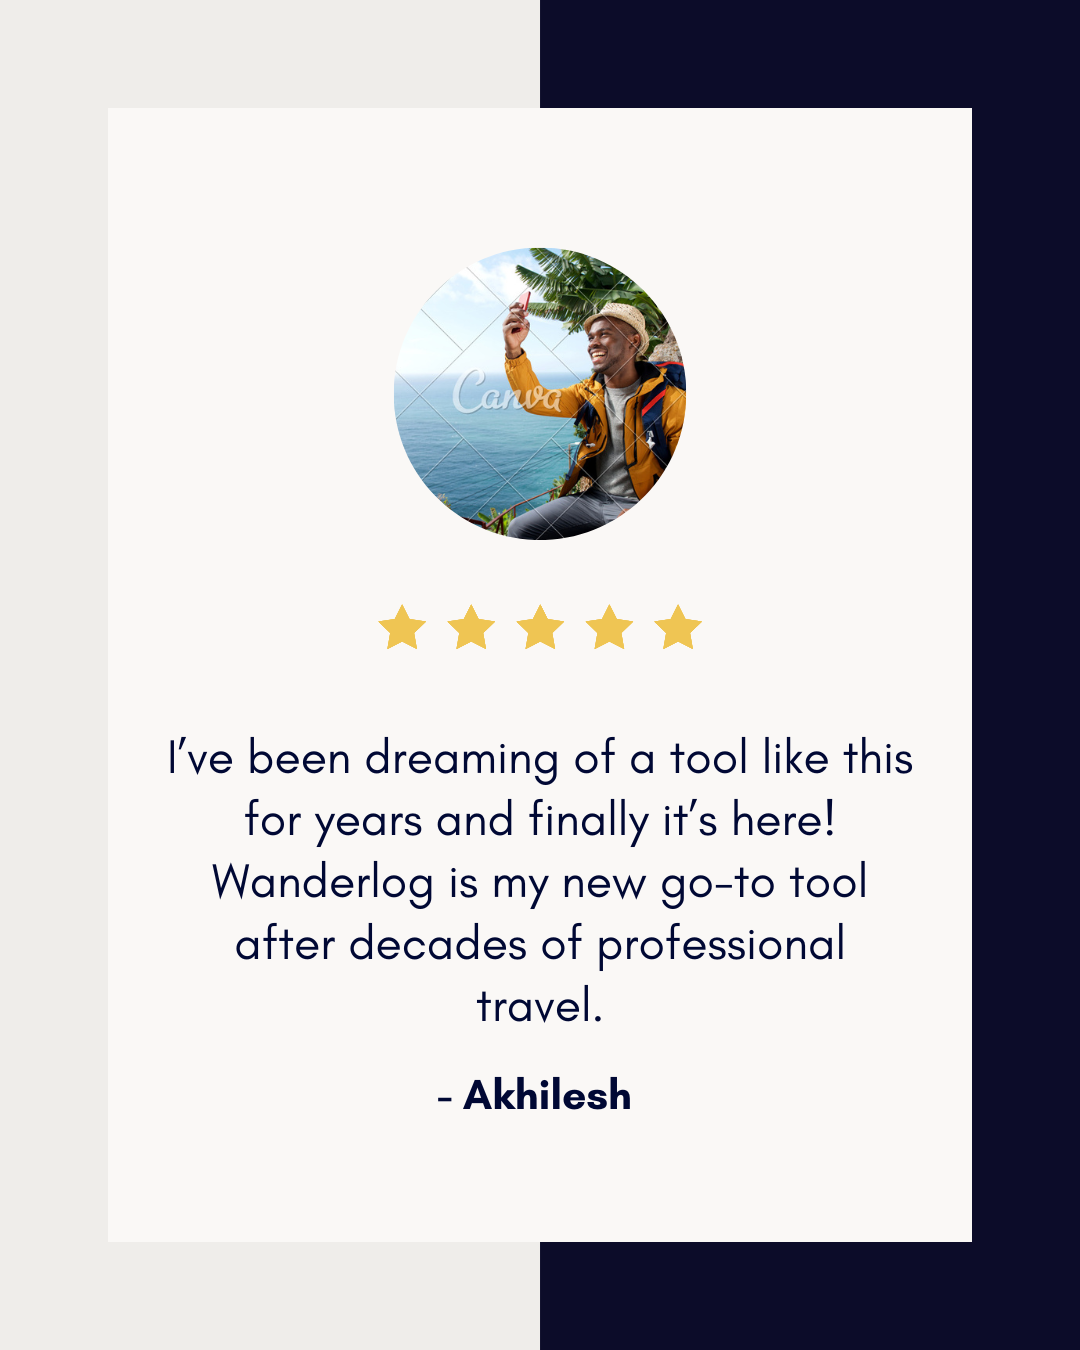 Canva
I’ve been dreaming of a tool like this
for years and finally it’s here!
Wanderlog is my new go-to tool
after decades of professional
travel.
- Akhilesh